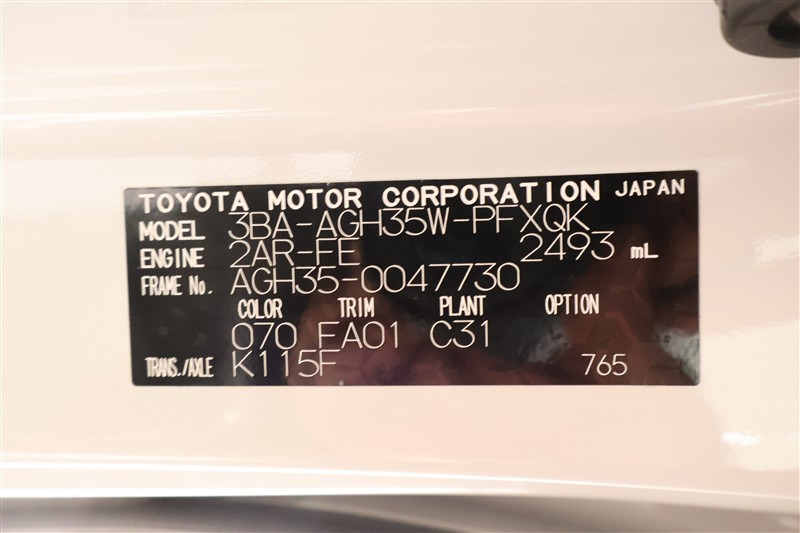 TOYOTA MOTOR CORPORATION JAPAN
MODEL 3BA-AGH35W-PFXQK
ENGINE 2AR-FE 2493 mL
FRAME No. AGH35-0047730
COLOR TRIM PLANT OPTION
070 FA01 C31
TRANS./AXLE K115F 765